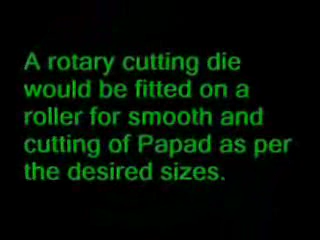 A rotary cutting die
would be fitted on a
roller for smooth and
cutting of Papad as per
the desired sizes.